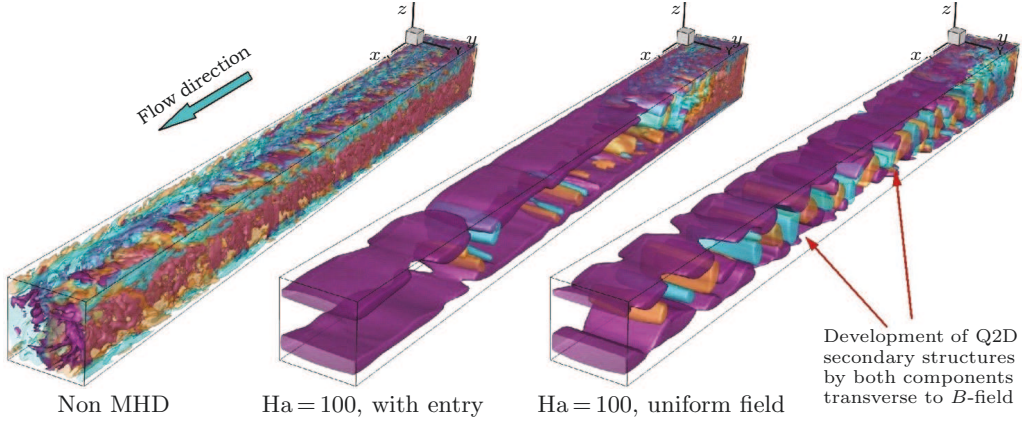 z
x
y
Flow direction
z
x
y
z
x
y
Development of Q2D
secondary structures
by both components
transverse to B-field
Non MHD
Ha = 100, with entry
Ha = 100, uniform field